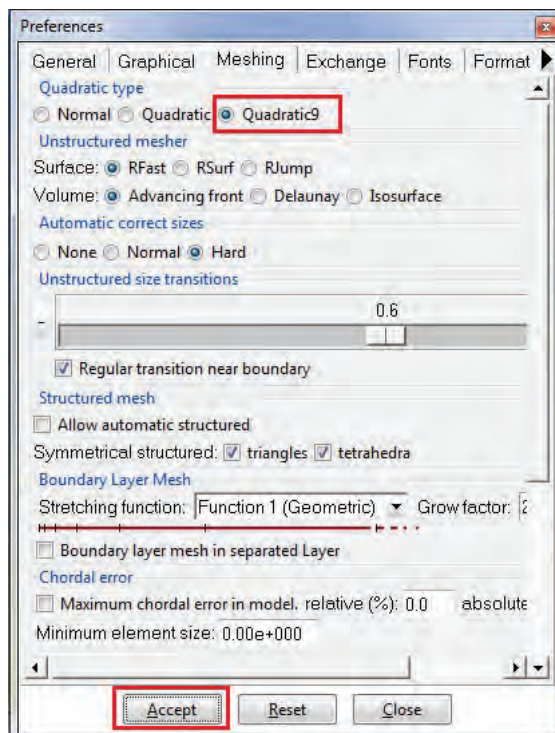 Preferences
General Graphical Meshing Exchange Fonts Format
Quadratic type
Normal Quadratic Quadratic9
Unstructured mesher
Surface: RFast RSurf RJump
Volume: Advancing front Delaunay Isosurface
Automatic correct sizes
None Normal Hard
Unstructured size transitions
0.6
-
Regular transition near boundary
Structured mesh
Allow automatic structured
Symmetrical structured: triangles tetrahedra
Boundary Layer Mesh
Stretching function: Function 1 (Geometric) Grow factor: 2
Boundary layer mesh in separated Layer
Chordal error
Maximum chordal error in model. relative (%): 0.0 absolute
Minimum element size: 0.00e+000
Accept Reset Close